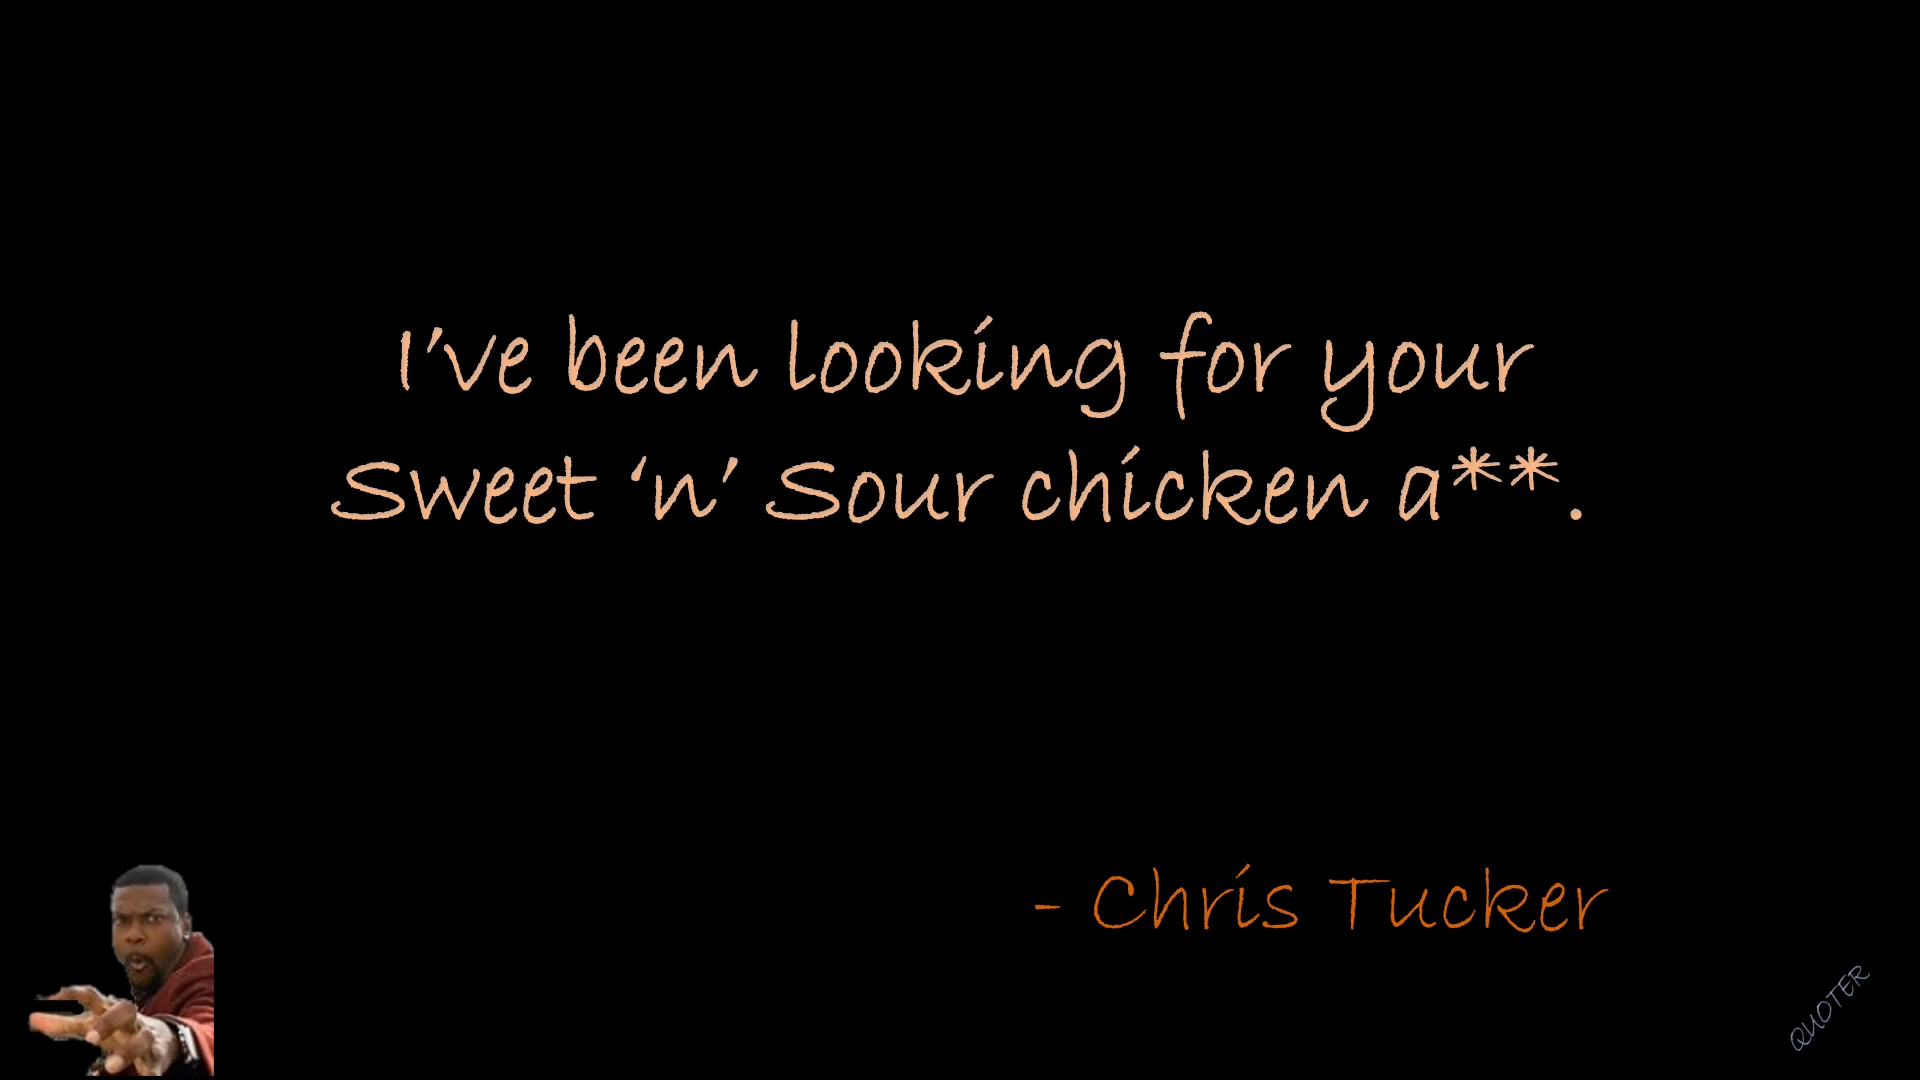 I've been looking for your
Sweet 'n' Sour chicken a**.
- Chris Tucker
QUOTER